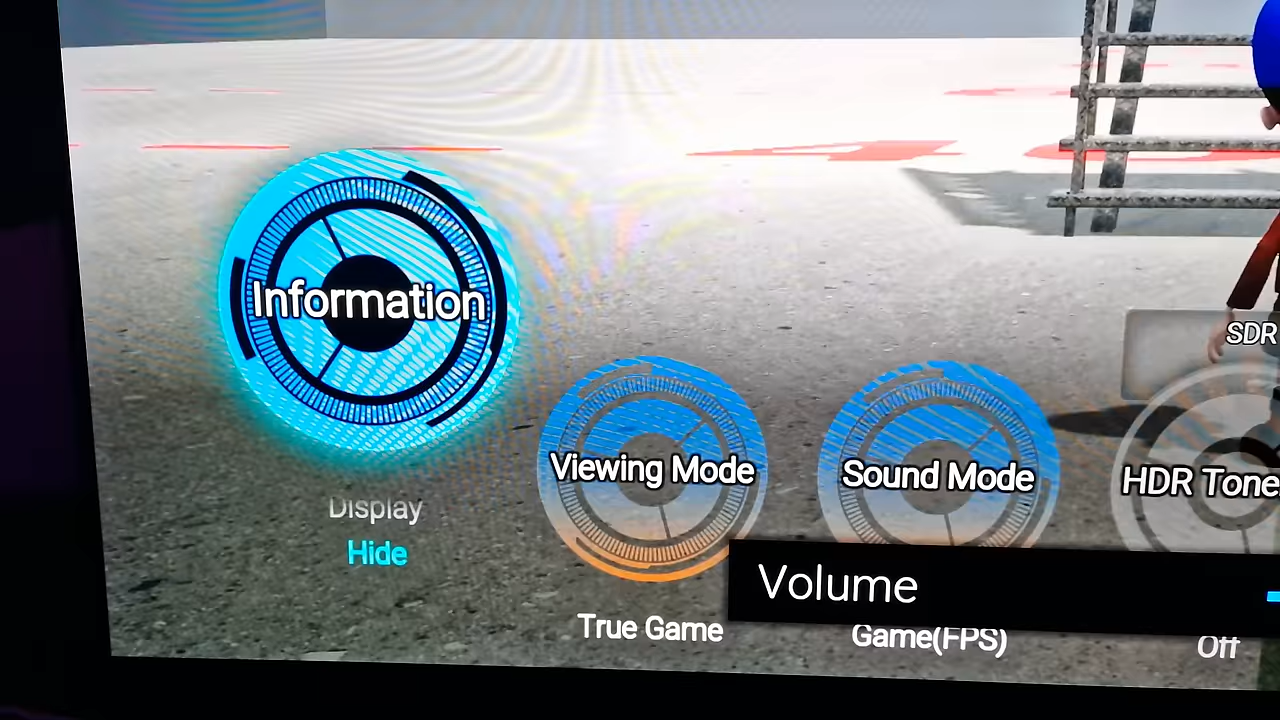 Information
Display
Hide
Viewing Mode
True Game
Sound Mode
Game(FPS)
SDR
HDR Tone
Off
Volume